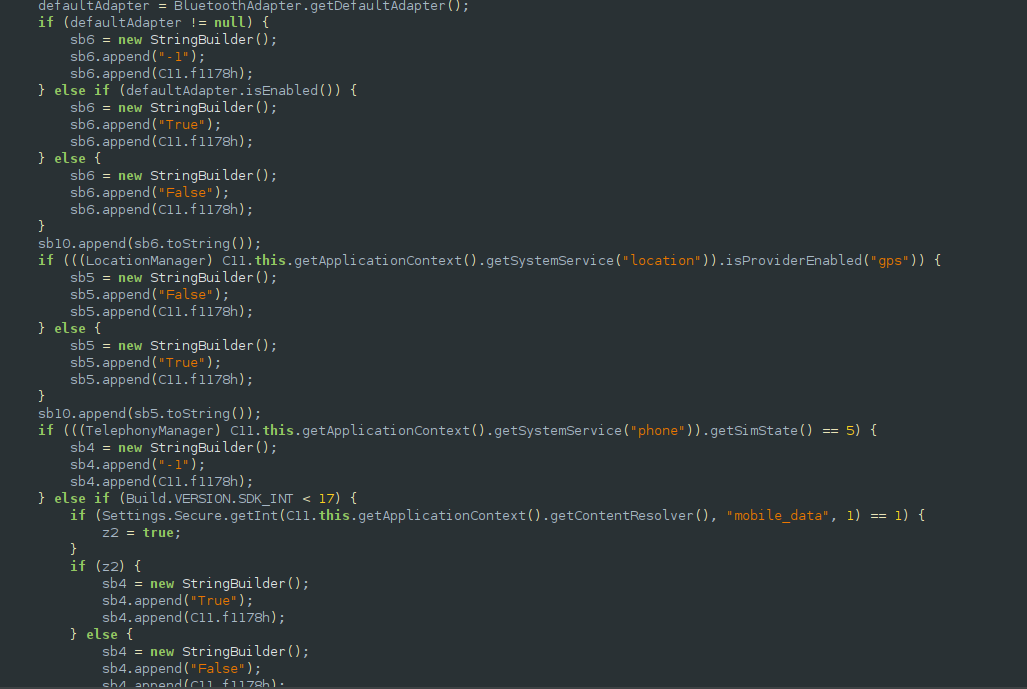 defaultAdapter = BluetoothAdapter.getDefaultAdapter();
if (defaultAdapter != null) {
    sb6 = new StringBuilder();
    sb6.append("-1");
    sb6.append(C11.f1178h);
} else if (defaultAdapter.isEnabled()) {
    sb6 = new StringBuilder();
    sb6.append("True");
    sb6.append(C11.f1178h);
} else {
    sb6 = new StringBuilder();
    sb6.append("False");
    sb6.append(C11.f1178h);
}
sb10.append(sb6.toString());
if (((LocationManager) C11.this.getApplicationContext().getSystemService("location")).isProviderEnabled("gps")) {
    sb5 = new StringBuilder();
    sb5.append("False");
    sb5.append(C11.f1178h);
} else {
    sb5 = new StringBuilder();
    sb5.append("True");
    sb5.append(C11.f1178h);
}
sb10.append(sb5.toString());
if (((TelephonyManager) C11.this.getApplicationContext().getSystemService("phone")).getSimState() == 5) {
    sb4 = new StringBuilder();
    sb4.append("-1");
    sb4.append(C11.f1178h);
} else if (Build.VERSION.SDK_INT < 17) {
    if (Settings.Secure.getInt(C11.this.getApplicationContext().getContentResolver(), "mobile_data", 1) == 1) {
        z2 = true;
    }
    if (z2) {
        sb4 = new StringBuilder();
        sb4.append("True");
        sb4.append(C11.f1178h);
    } else {
        sb4 = new StringBuilder();
        sb4.append("False");
        sb4.append(C11.f1178h);